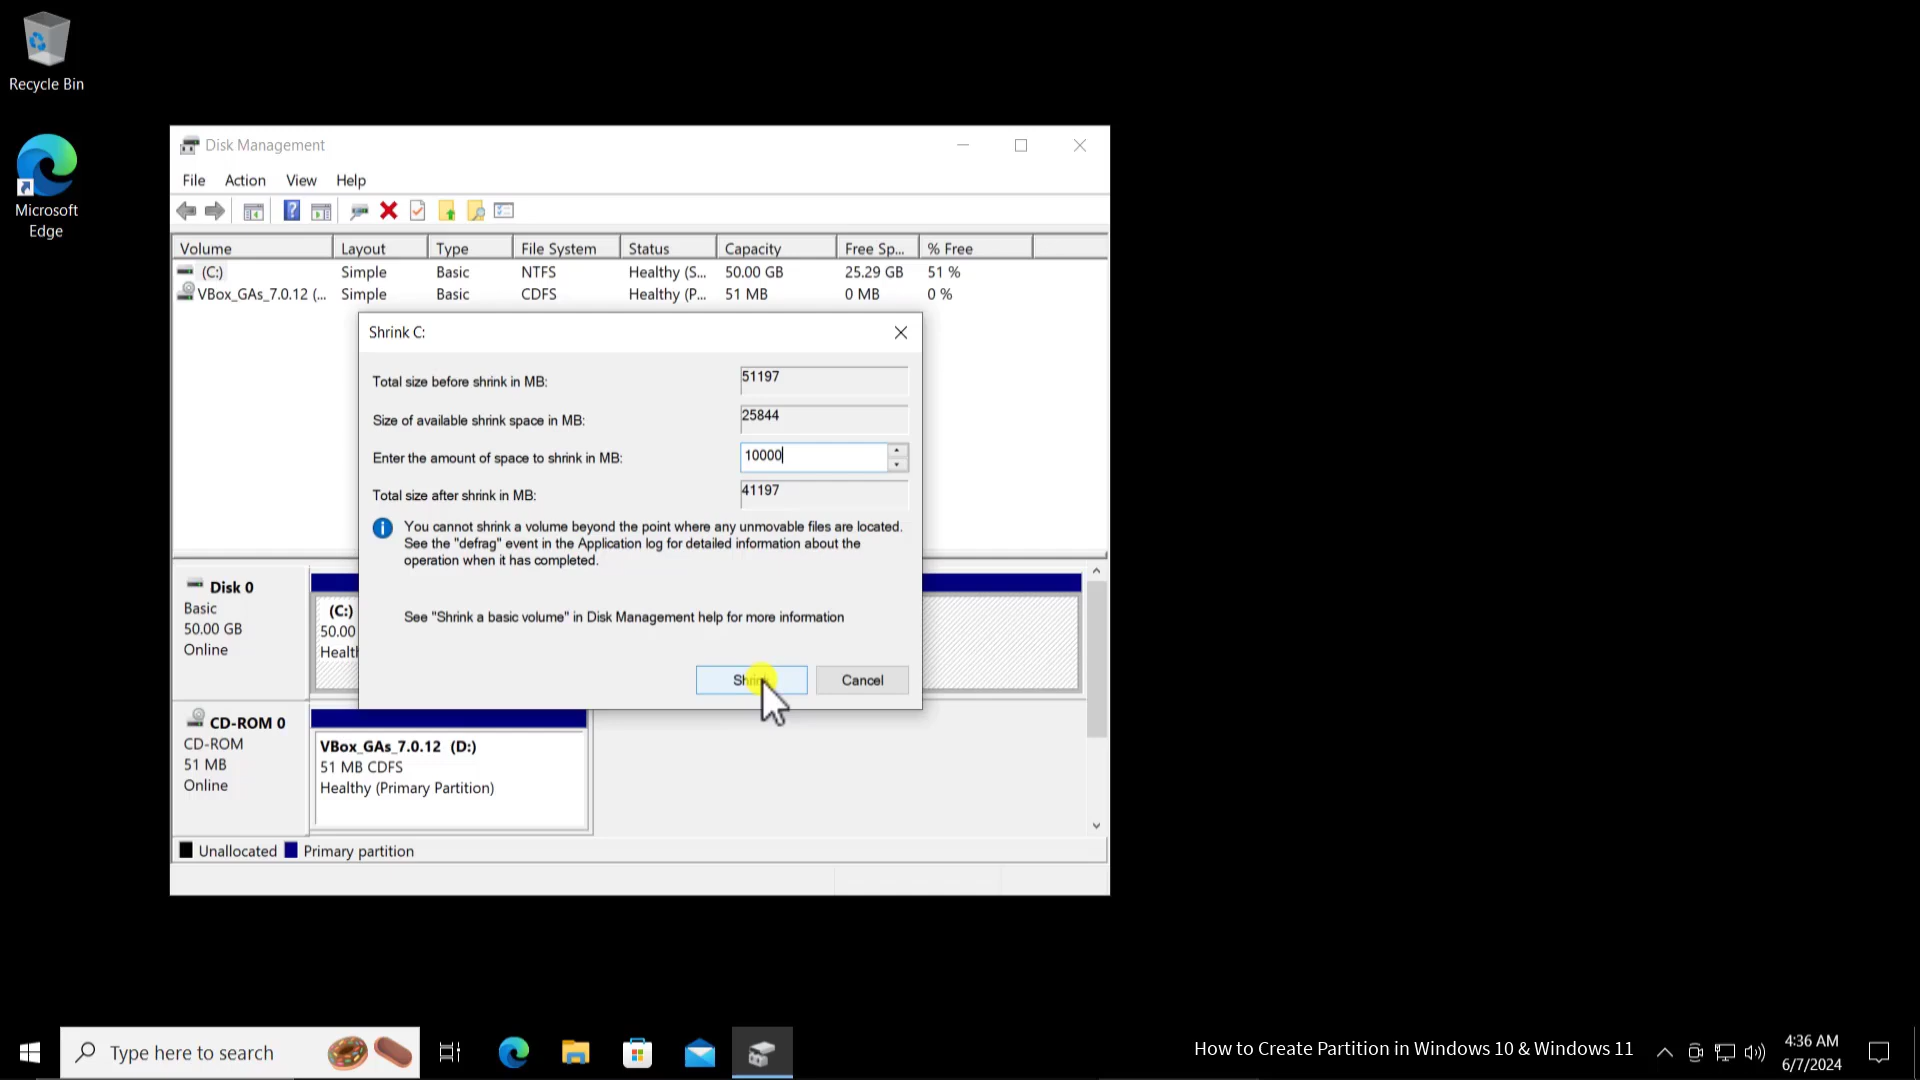 Recycle Bin
Microsoft
Edge
Disk Management
File Action View Help
Volume Layout Type File System Status Capacity Free Sp... % Free
(C:) Simple Basic NTFS Healthy (S... 50.00 GB 25.29 GB 51 %
VBox_GAs_7.0.12 (... Simple Basic CDFS Healthy (P... 51 MB 0 MB 0 %
Shrink C:
Total size before shrink in MB: 51197
Size of available shrink space in MB: 25844
Enter the amount of space to shrink in MB: 10000
Total size after shrink in MB: 41197
You cannot shrink a volume beyond the point where any unmovable files are located.
See the "defrag" event in the Application log for detailed information about the
operation when it has completed.
See "Shrink a basic volume" in Disk Management help for more information
Shrink Cancel
Disk 0
Basic
50.00 GB
Online
(C:)
50.00
Healt
CD-ROM 0
CD-ROM
51 MB
Online
VBox_GAs_7.0.12 (D:)
51 MB CDFS
Healthy (Primary Partition)
Unallocated Primary partition
Type here to search
How to Create Partition in Windows 10 & Windows 11
4:36 AM
6/7/2024